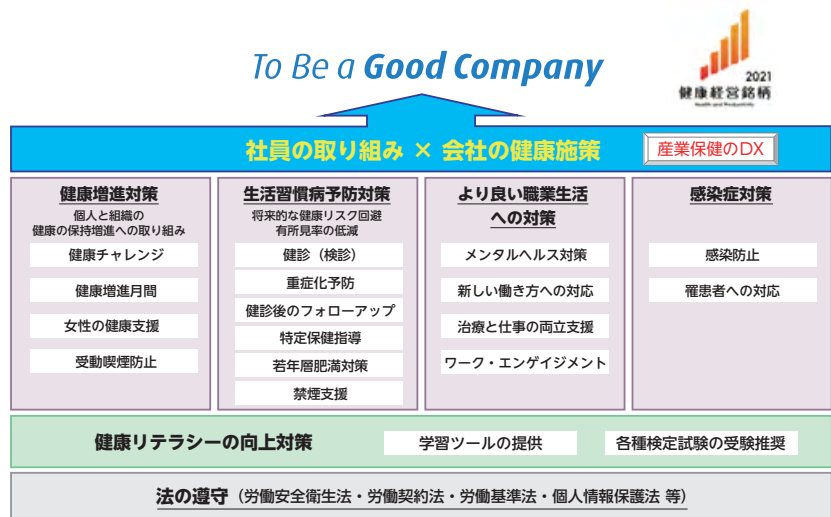 To Be a Good Company
2021
健康経営銘柄
Health and Productivity
社員の取り組み × 会社の健康施策
産業保健のDX
健康増進対策
個人と組織の
健康の保持増進への取り組み
健康チャレンジ
健康増進月間
女性の健康支援
受動喫煙防止
生活習慣病予防対策
将来的な健康リスク回避
有所見率の低減
健診（検診）
重症化予防
健診後のフォローアップ
特定保健指導
若年層肥満対策
禁煙支援
より良い職業生活
への対策
メンタルヘルス対策
新しい働き方への対応
治療と仕事の両立支援
ワーク・エンゲイジメント
感染症対策
感染防止
罹患者への対応
健康リテラシーの向上対策
学習ツールの提供
各種検定試験の受験推奨
法の遵守（労働安全衛生法・労働契約法・労働基準法・個人情報保護法 等）